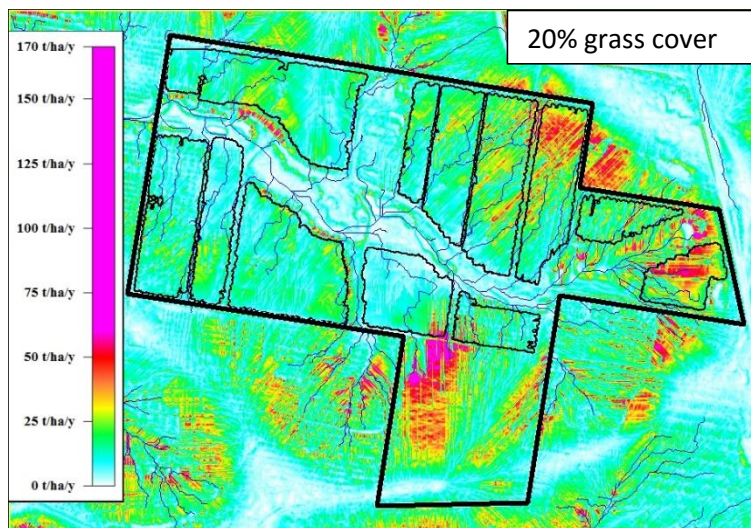 20% grass cover
170 t/ha/y
150 t/ha/y
125 t/ha/y
100 t/ha/y
75 t/ha/y
50 t/ha/y
25 t/ha/y
0 t/ha/y